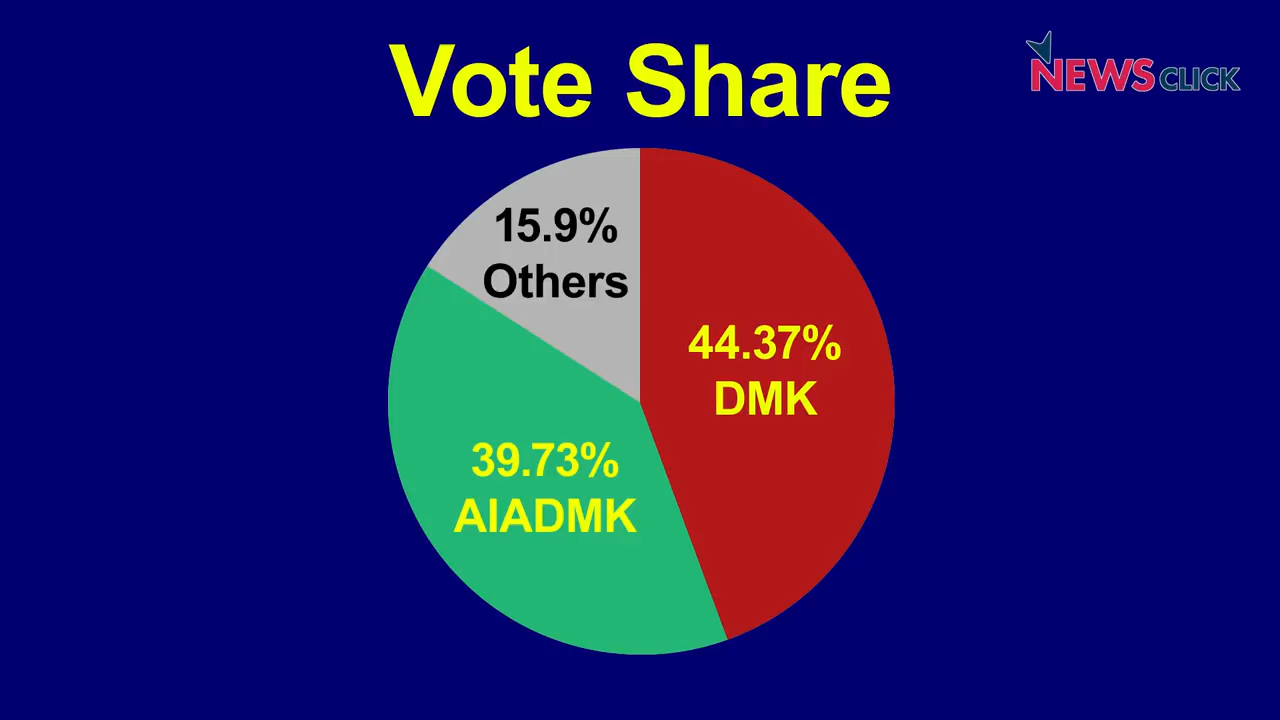 Vote Share
NEWSCLICK
15.9%
Others
44.37%
DMK
39.73%
AIADMK